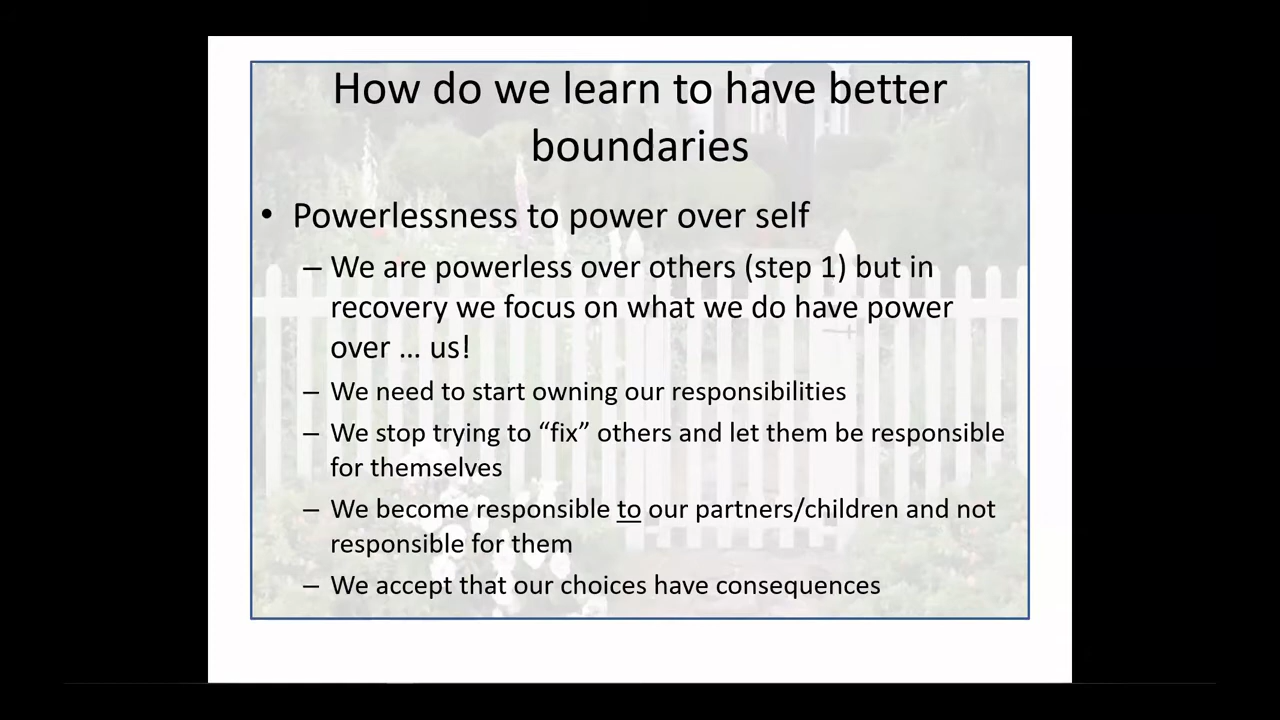 How do we learn to have better
boundaries
• Powerlessness to power over self
– We are powerless over others (step 1) but in
recovery we focus on what we do have power
over … us!
– We need to start owning our responsibilities
– We stop trying to “fix” others and let them be responsible
for themselves
– We become responsible to our partners/children and not
responsible for them
– We accept that our choices have consequences